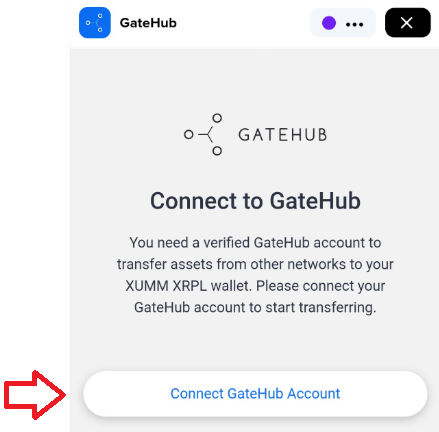 GateHub
GATEHUB
Connect to GateHub
You need a verified GateHub account to
transfer assets from other networks to your
XUMM XRPL wallet. Please connect your
GateHub account to start transferring.
Connect GateHub Account